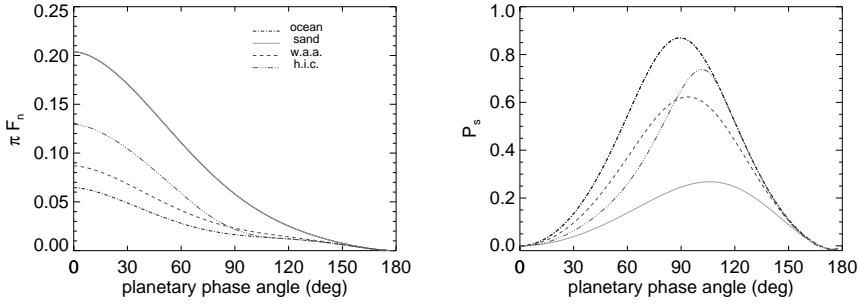 0.25
0.20
0.15
0.10
0.05
0.00
π Fn
0 30 60 90 120 150 180
planetary phase angle (deg)
ocean
sand
w.a.a.
h.i.c.
1.0
0.8
0.6
0.4
0.2
0.0
Ps
0 30 60 90 120 150 180
planetary phase angle (deg)